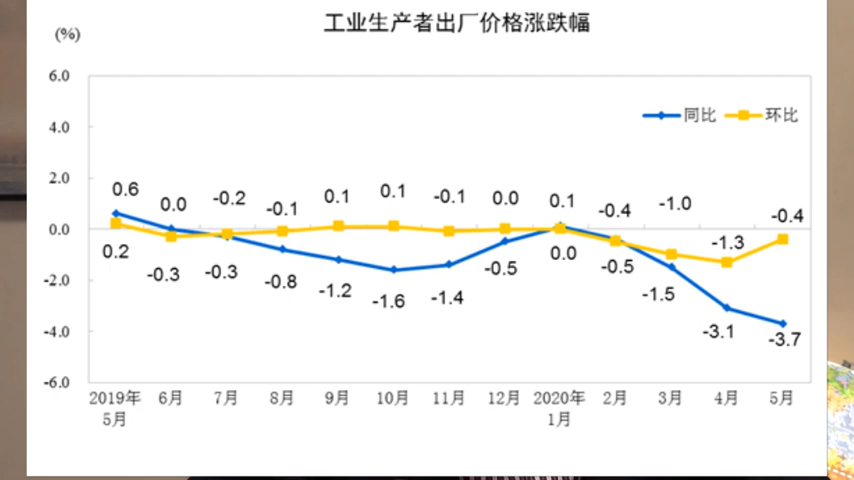 工业生产者出厂价格涨跌幅
(%)
6.0
同比 环比
4.0
2.0
0.6 0.0 -0.2 -0.1 0.1 0.1 -0.1 0.0 0.1 -0.4 -1.0 -0.4
0.0
0.2 -0.3 -0.3 -0.8 -1.2 -1.6 -1.4 -0.5 0.0 -0.5 -1.5 -1.3
-2.0
-3.1 -3.7
-4.0
-6.0
2019年 6月 7月 8月 9月 10月 11月 12月 2020年 2月 3月 4月 5月
5月 1月